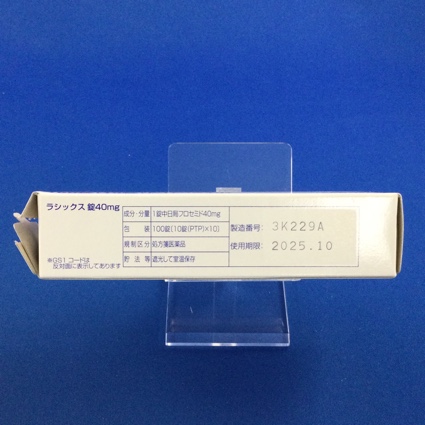 ラシックス 錠40mg
成分・分量 1錠中日局フロセミド40mg
包 装 100錠[10錠(PTP)×10]
規制区分 処方箋医薬品
貯 法 等 遮光して室温保存
製造番号: 3K229A
使用期限: 2025.10
※GS1 コードは
反対面に表示してあります